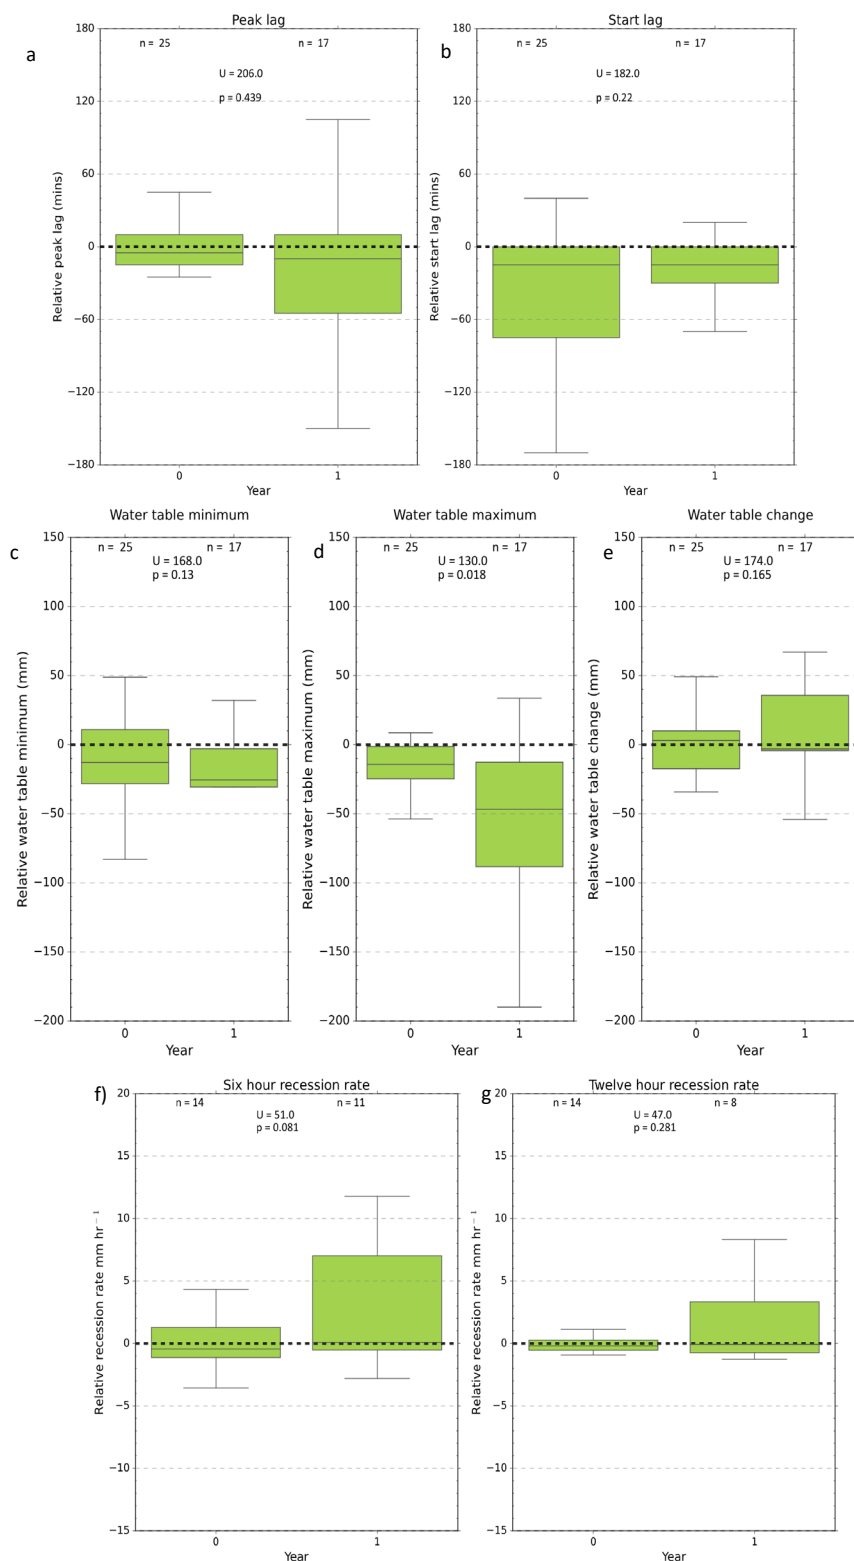 Peak lag
Start lag
a
b
n = 25
n = 17
n = 25
n = 17
U = 206.0
p = 0.439
U = 182.0
p = 0.22
180
120
60
0
−60
−120
−180
Relative peak lag (mins)
180
120
60
0
−60
−120
−180
Relative start lag (mins)
0
1
Year
0
1
Year
Water table minimum
Water table maximum
Water table change
c
d
e
n = 25
n = 17
U = 168.0
p = 0.13
n = 25
n = 17
U = 130.0
p = 0.018
n = 25
n = 17
U = 174.0
p = 0.165
150
100
50
0
−50
−100
−150
−200
Relative water table minimum (mm)
150
100
50
0
−50
−100
−150
−200
Relative water table maximum (mm)
150
100
50
0
−50
−100
−150
−200
Relative water table change (mm)
0
1
Year
0
1
Year
0
1
Year
Six hour recession rate
Twelve hour recession rate
f)
g
n = 14
n = 11
U = 51.0
p = 0.081
n = 14
n = 8
U = 47.0
p = 0.281
20
15
10
5
0
−5
−10
−15
Relative recession rate mm hr⁻¹
20
15
10
5
0
−5
−10
−15
Relative recession rate mm hr⁻¹
0
1
Year
0
1
Year